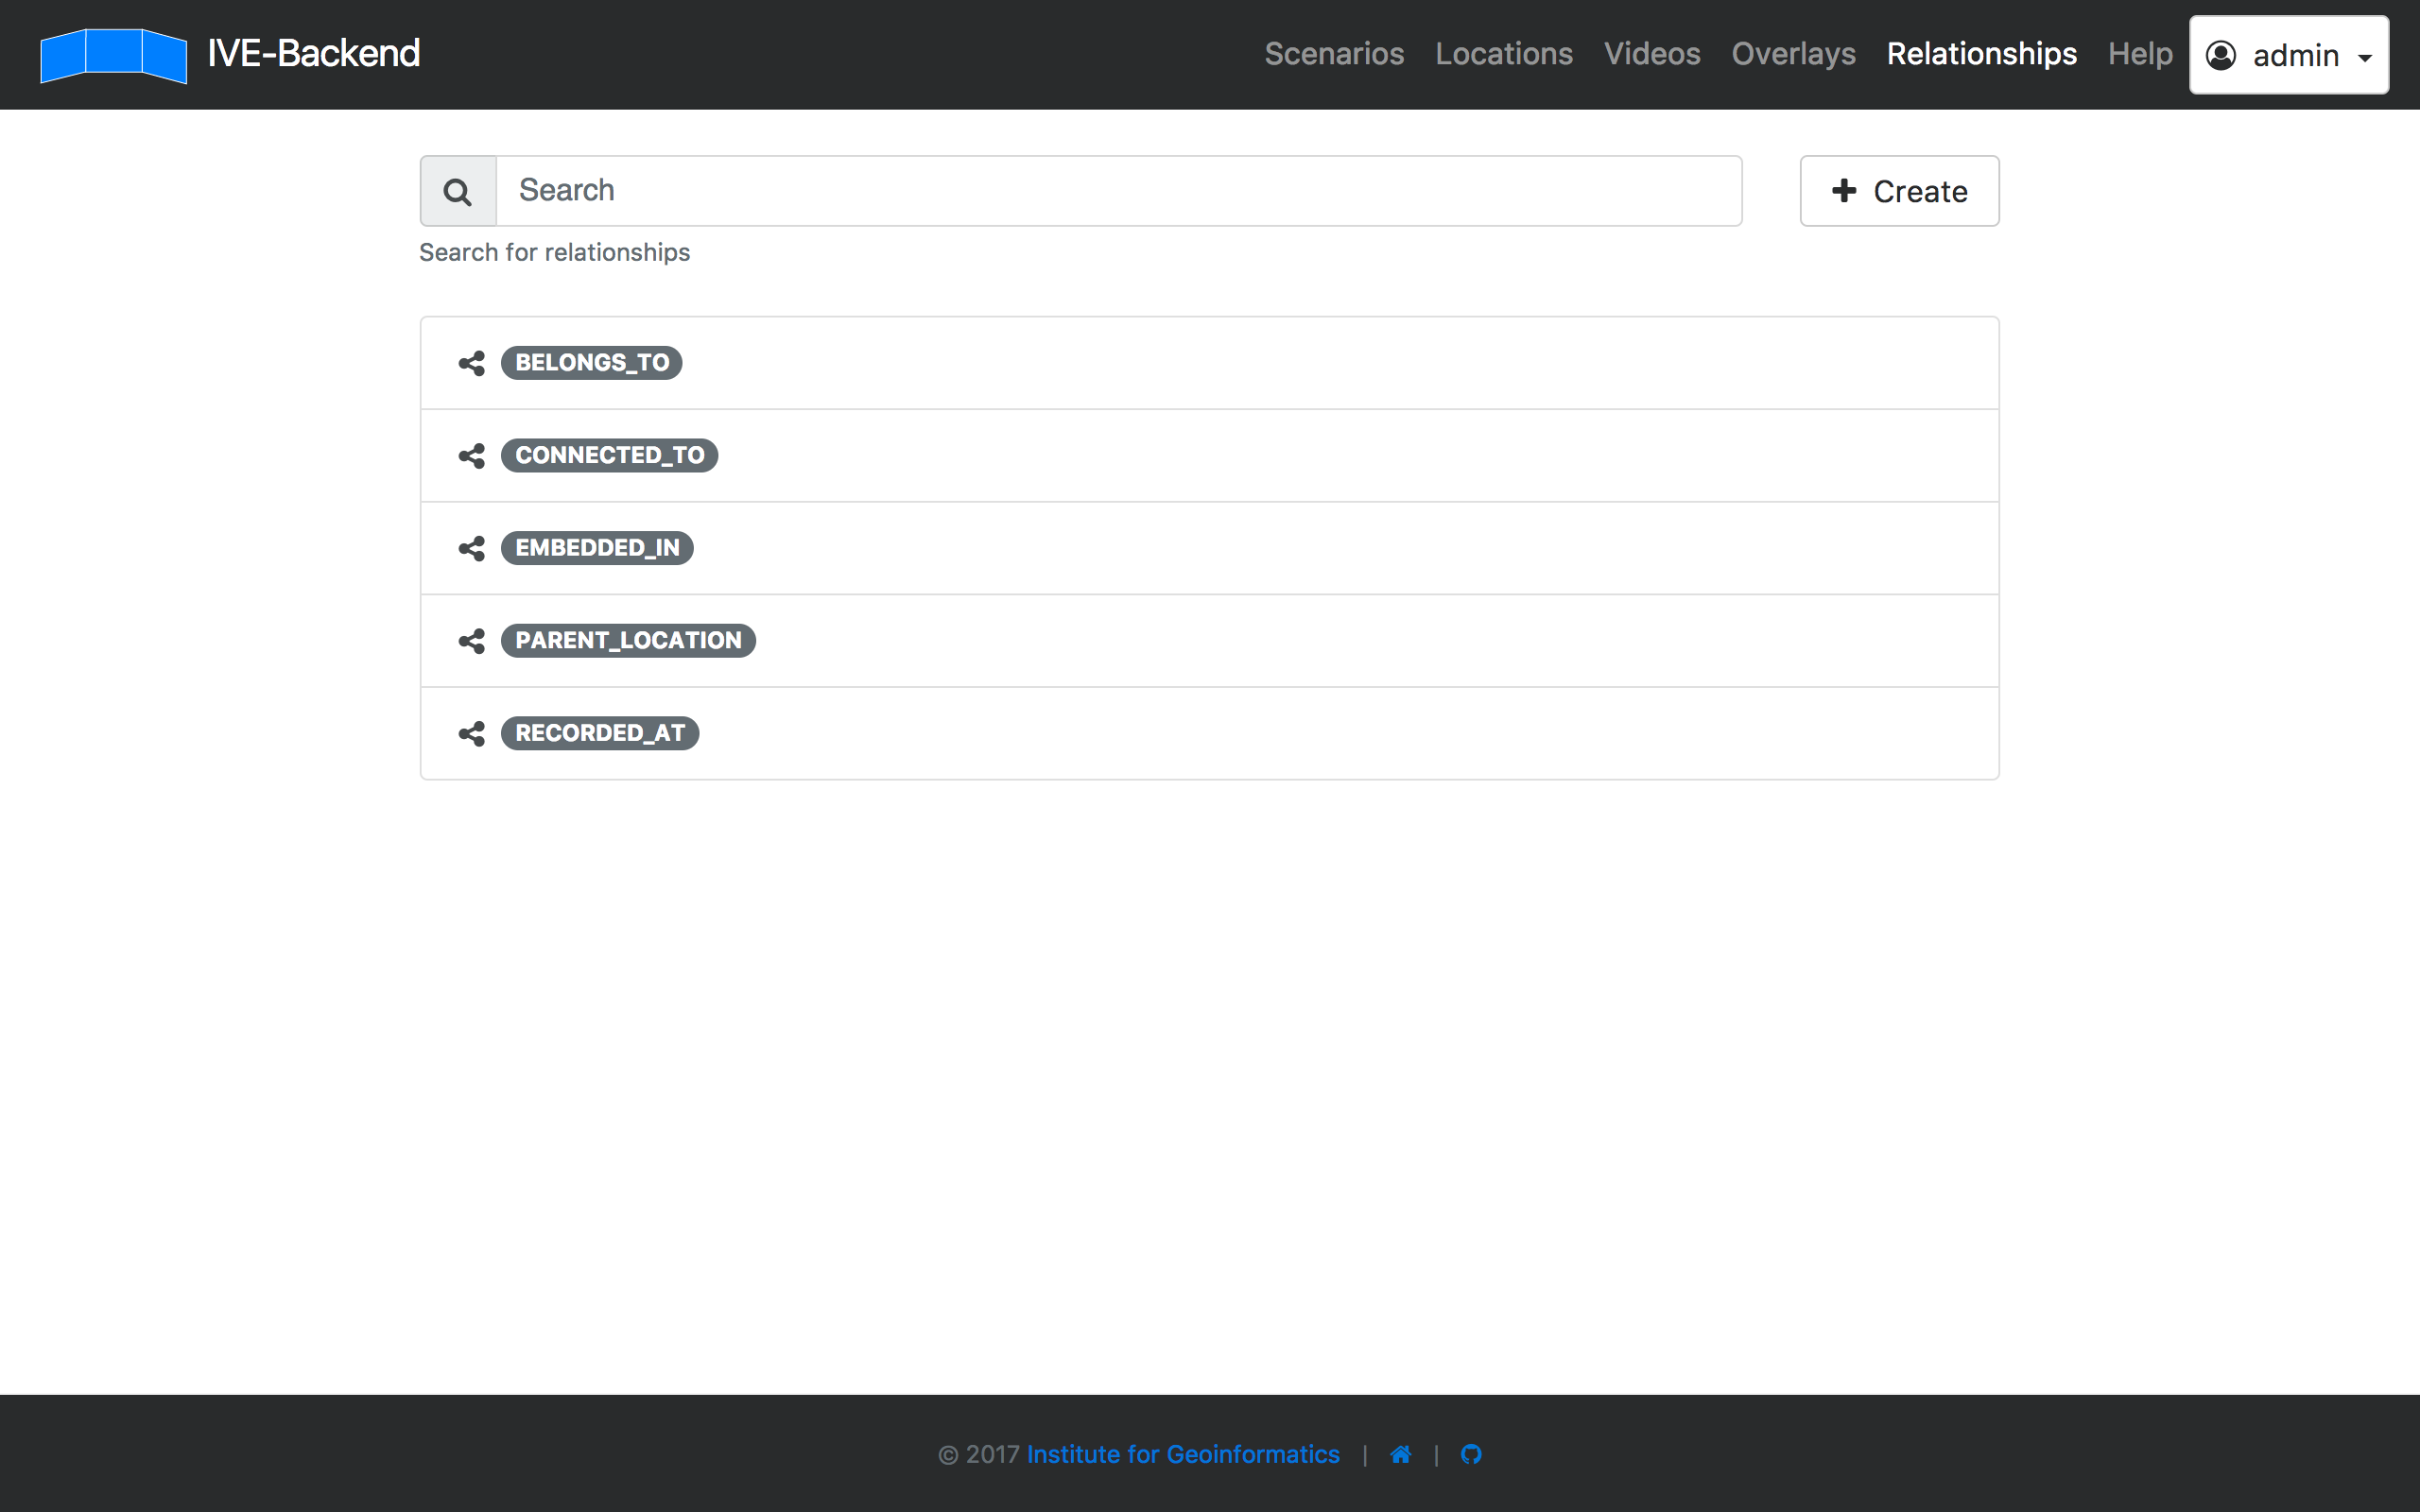 IVE-Backend Scenarios Locations Videos Overlays Relationships Help admin
Search Create
Search for relationships
BELONGS_TO
CONNECTED_TO
EMBEDDED_IN
PARENT_LOCATION
RECORDED_AT
© 2017 Institute for Geoinformatics | |